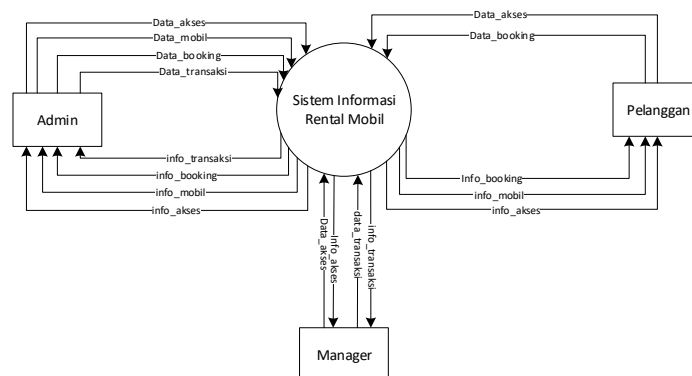 Data_akses
Data_mobil
Data_booking
Data_transaksi
Admin
info_transaksi
info_booking
info_mobil
info_akses
Sistem Informasi
Rental Mobil
Data_akses
Data_booking
Pelanggan
Info_booking
info_mobil
info_akses
Data_akses
Info_akses
data_transaksi
info_transaksi
Manager